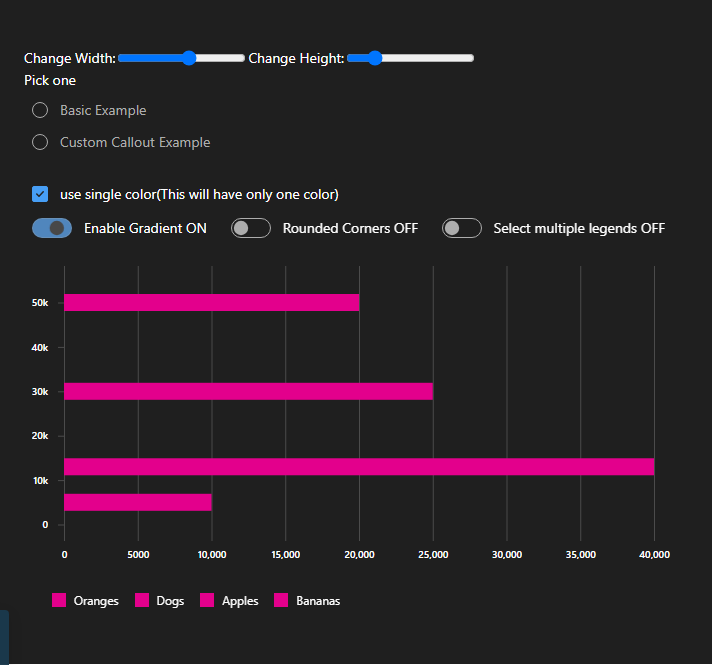 Change Width: Change Height:
Pick one
Basic Example
Custom Callout Example
use single color(This will have only one color)
Enable Gradient ON Rounded Corners OFF Select multiple legends OFF
50k
40k
30k
20k
10k
0
0 5000 10,000 15,000 20,000 25,000 30,000 35,000 40,000
Oranges Dogs Apples Bananas